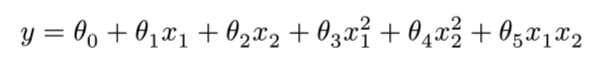 y = θ₀ + θ₁x₁ + θ₂x₂ + θ₃x₁² + θ₄x₂² + θ₅x₁x₂